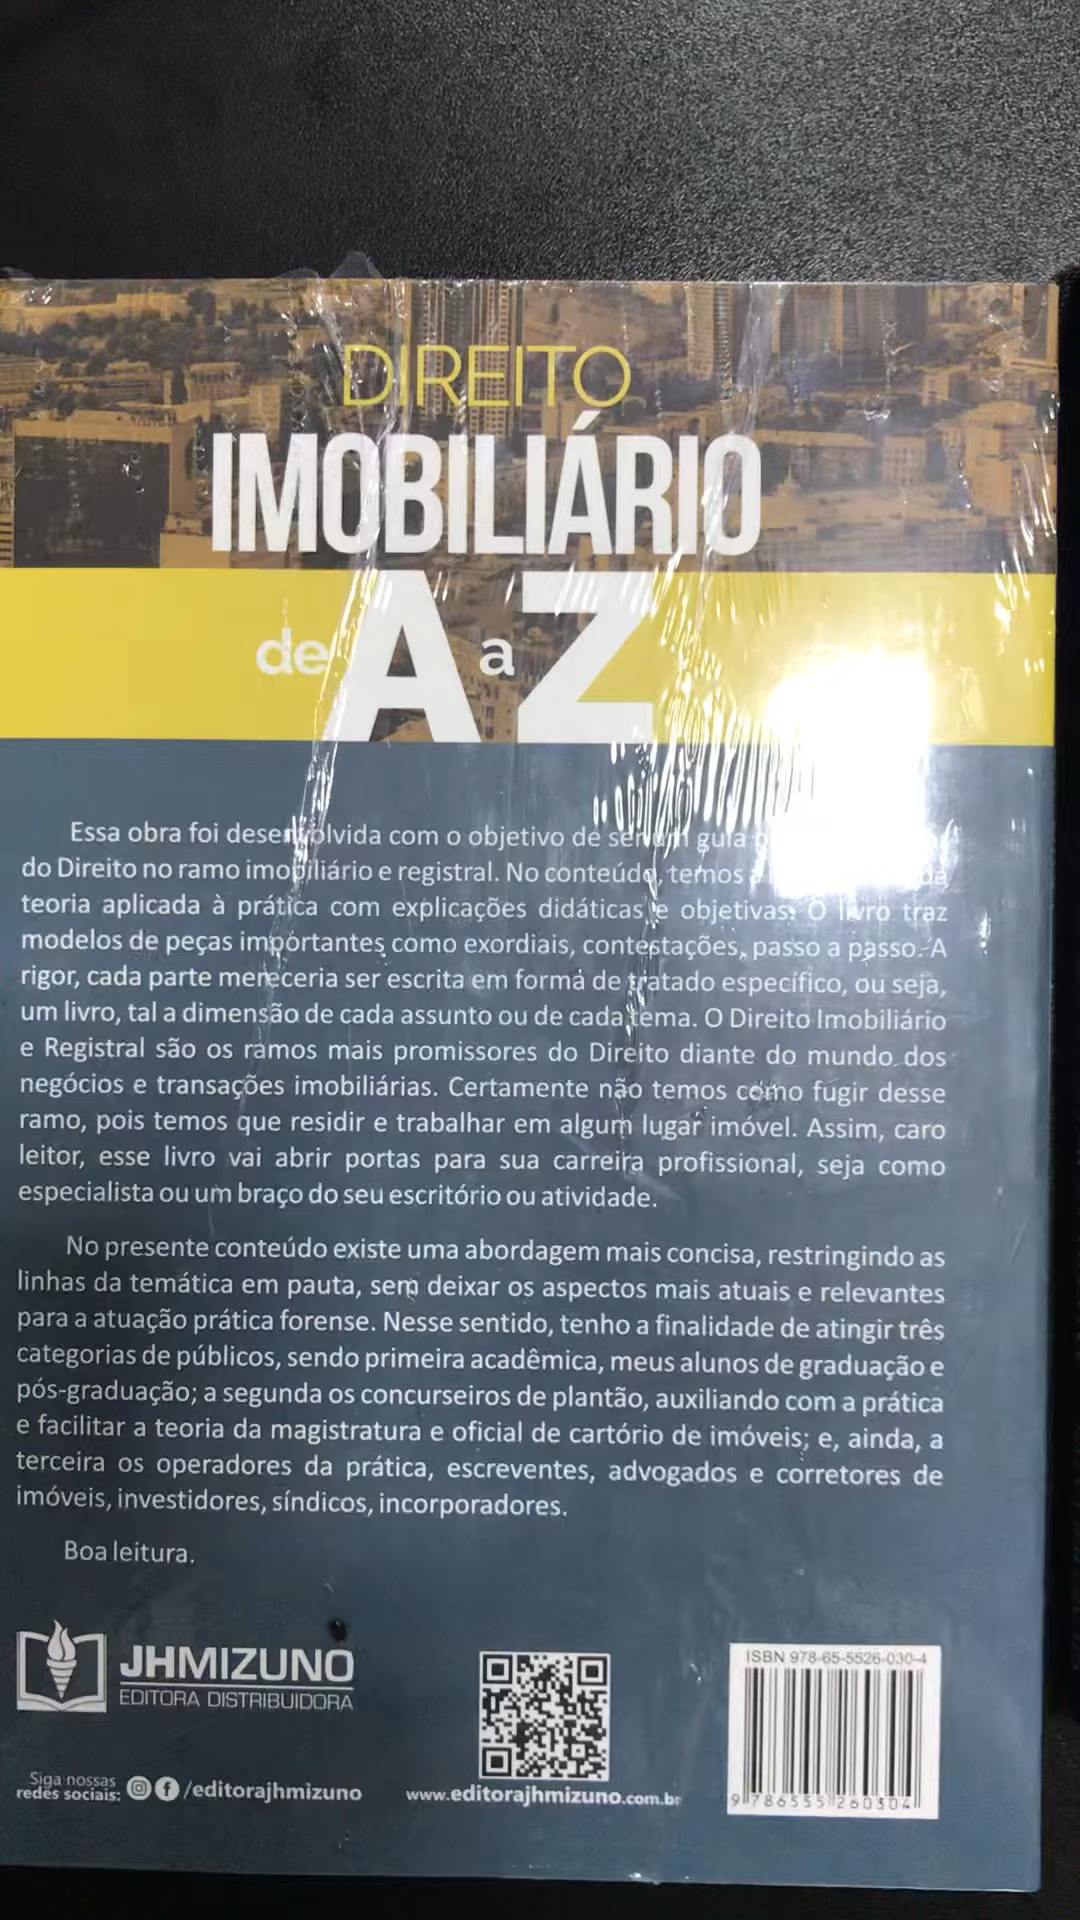 DIREITO
IMOBILIÁRIO
de A a Z
Essa obra foi desenvolvida com o objetivo de ser um guia
do Direito no ramo imobiliário e registral. No conteúdo, temos
teoria aplicada à prática com explicações didáticas e objetivas. O livro traz
modelos de peças importantes como exordiais, contestações, passo a passo. A
rigor, cada parte mereceria ser escrita em forma de tratado específico, ou seja,
um livro, tal a dimensão de cada assunto ou de cada tema. O Direito Imobiliário
e Registral são os ramos mais promissores do Direito diante do mundo dos
negócios e transações imobiliárias. Certamente não temos como fugir desse
ramo, pois temos que residir e trabalhar em algum lugar imóvel. Assim, caro
leitor, esse livro vai abrir portas para sua carreira profissional, seja como
especialista ou um braço do seu escritório ou atividade.
No presente conteúdo existe uma abordagem mais concisa, restringindo as
linhas da temática em pauta, sem deixar os aspectos mais atuais e relevantes
para a atuação prática forense. Nesse sentido, tenho a finalidade de atingir três
categorias de públicos, sendo primeira acadêmica, meus alunos de graduação e
pós-graduação; a segunda os concurseiros de plantão, auxiliando com a prática
e facilitar a teoria da magistratura e oficial de cartório de imóveis; e, ainda, a
terceira os operadores da prática, escreventes, advogados e corretores de
imóveis, investidores, síndicos, incorporadores.
Boa leitura.
JHMIZUNO
EDITORA DISTRIBUIDORA
Siga nossas
redes sociais: /editorajhmizuno
www.editorajhmizuno.com.br
ISBN 978-65-5526-030-4
9 786555 260304